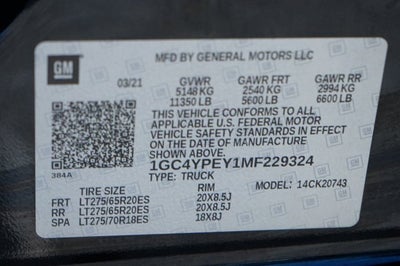 MFD BY GENERAL MOTORS LLC
GM
03/21 GVWR GAWR FRT GAWR RR
5148 KG 2540 KG 2994 KG
11350 LB 5600 LB 6600 LB
THIS VEHICLE CONFORMS TO ALL
APPLICABLE U.S. FEDERAL MOTOR
VEHICLE SAFETY STANDARDS IN EFFECT
ON THE DATE OF MANUFACTURE
SHOWN ABOVE.
1GC4YPEY1MF229324
384A TYPE: TRUCK
TIRE SIZE RIM MODEL: 14CK20743
FRT LT275/65R20ES 20X8.5J
RR LT275/65R20ES 20X8.5J
SPA LT275/70R18ES 18X8J